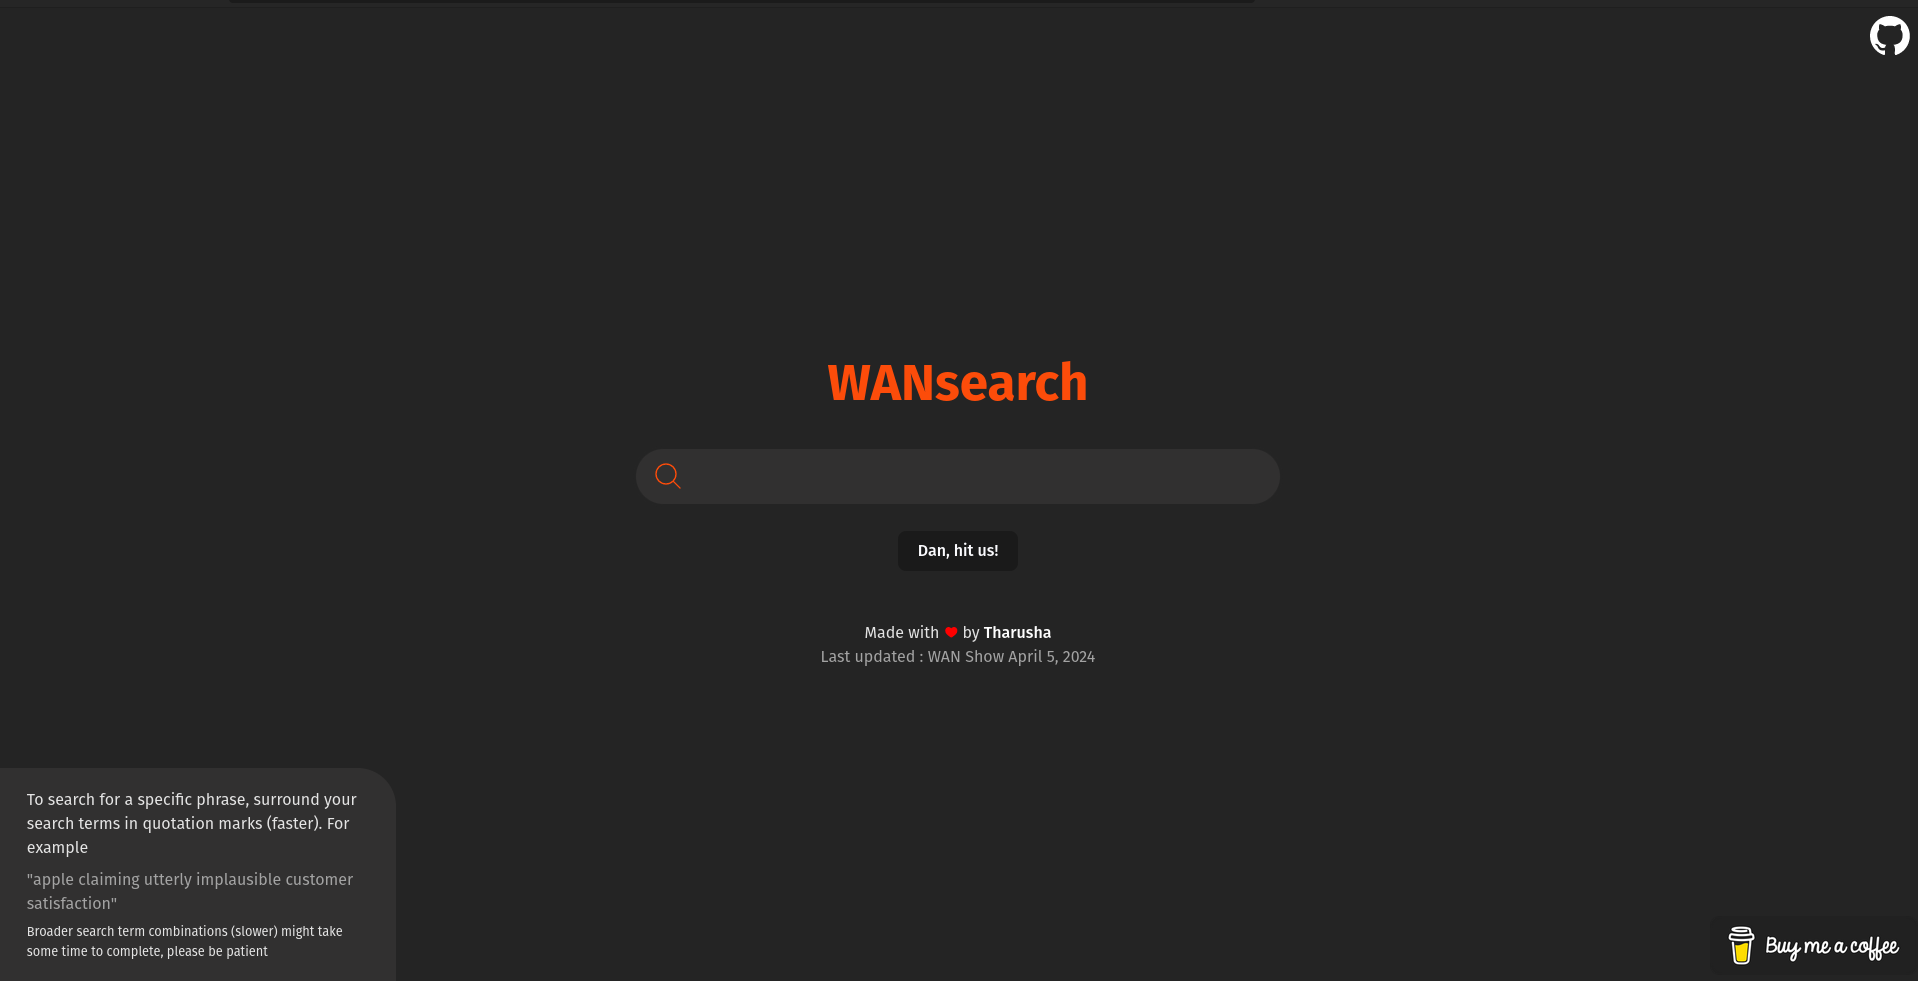 WANsearch
Dan, hit us!
Made with by Tharusha
Last updated : WAN Show April 5, 2024
To search for a specific phrase, surround your
search terms in quotation marks (faster). For
example
"apple claiming utterly implausible customer
satisfaction"
Broader search term combinations (slower) might take
some time to complete, please be patient
Buy me a coffee